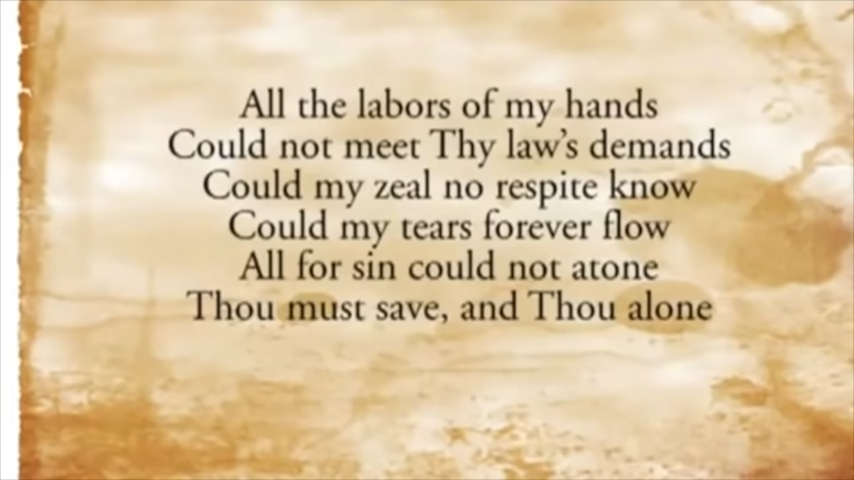 All the labors of my hands
Could not meet Thy law's demands
Could my zeal no respite know
Could my tears forever flow
All for sin could not atone
Thou must save, and Thou alone